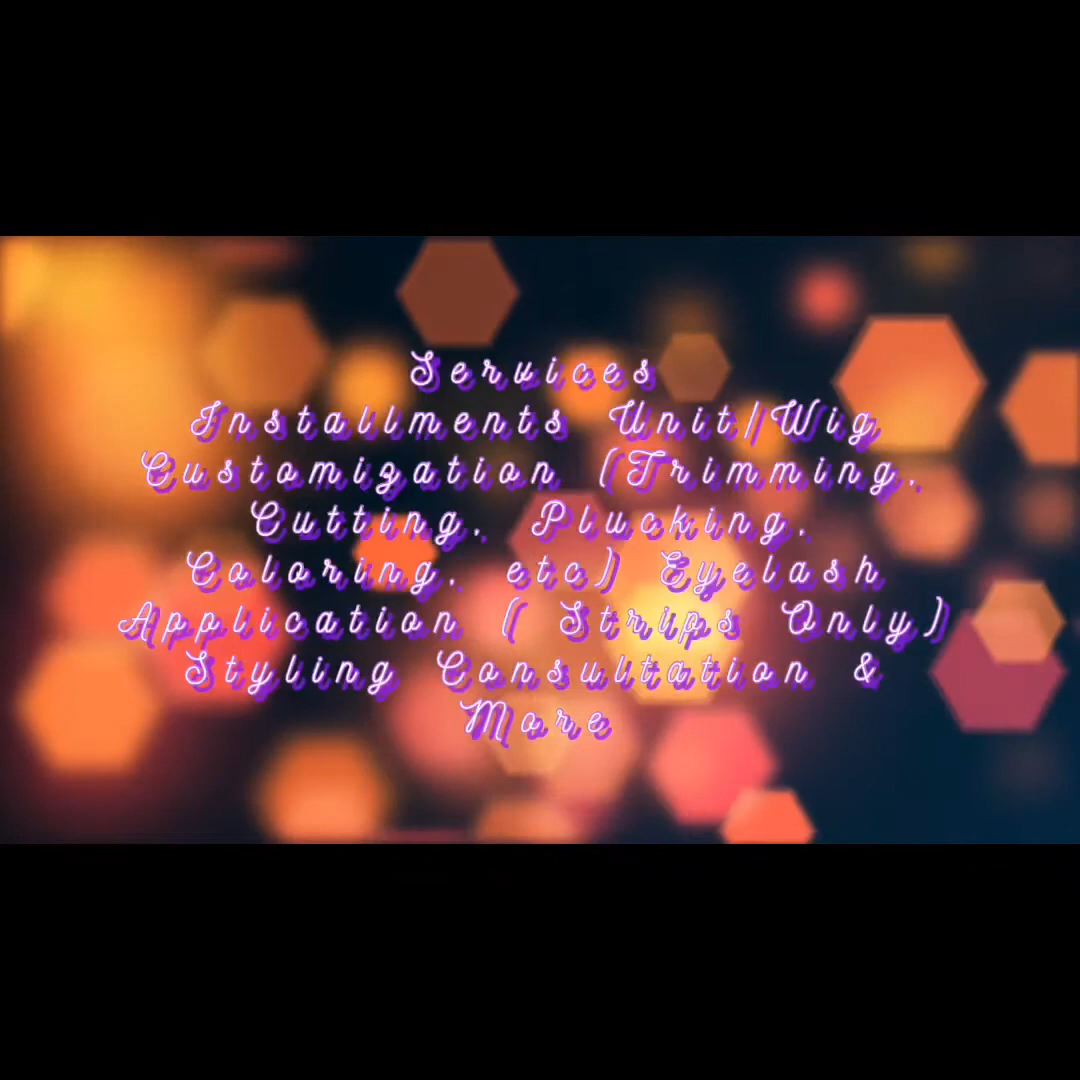 Services
Installments Unit/Wig
Customization (Trimming,
Cutting, Plucking,
Coloring, etc) Eyelash
Application ( Strips Only)
Styling Consultation &
More